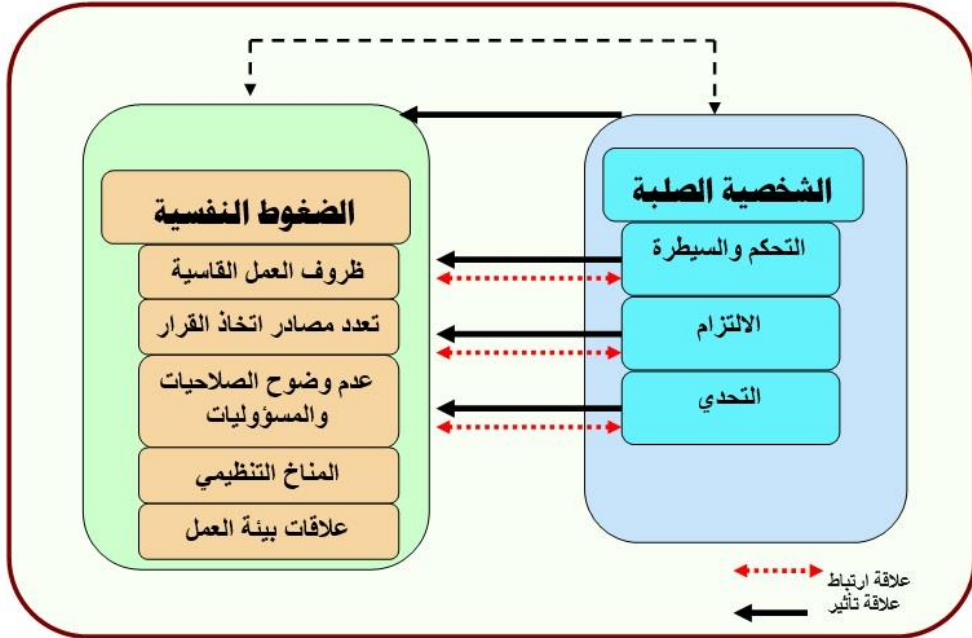 الشخصية الصلبة
التحكم والسيطرة
الالتزام
التحدي
الضغوط النفسية
ظروف العمل القاسية
تعدد مصادر اتخاذ القرار
عدم وضوح الصلاحيات
والمسؤوليات
المناخ التنظيمي
علاقات بيئة العمل
علاقة ارتباط
علاقة تأثير